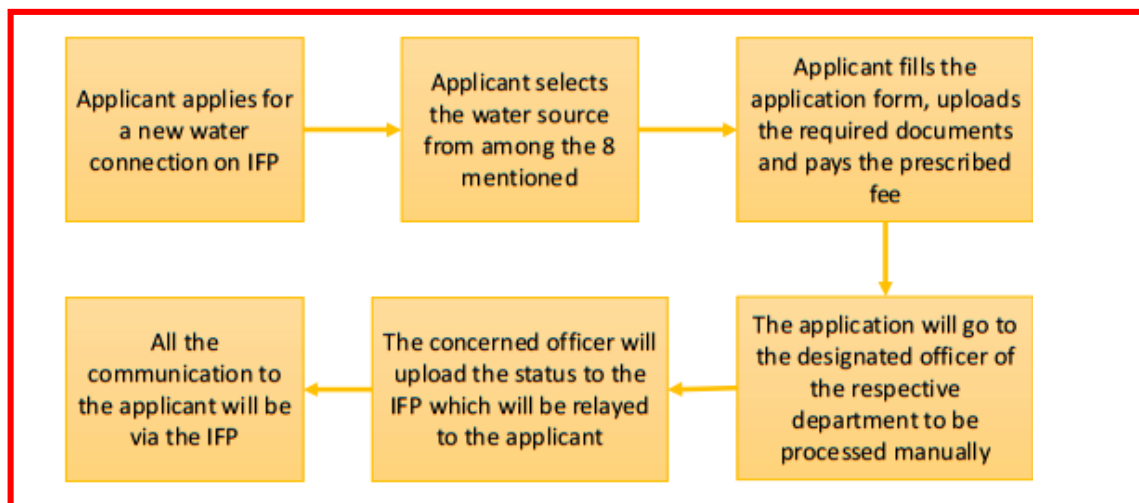 Applicant applies for
a new water
connection on IFP
Applicant selects
the water source
from among the 8
mentioned
Applicant fills the
application form, uploads
the required documents
and pays the prescribed
fee
The application will go to
the designated officer of
the respective
department to be
processed manually
The concerned officer will
upload the status to the
IFP which will be relayed
to the applicant
All the
communication to
the applicant will be
via the IFP